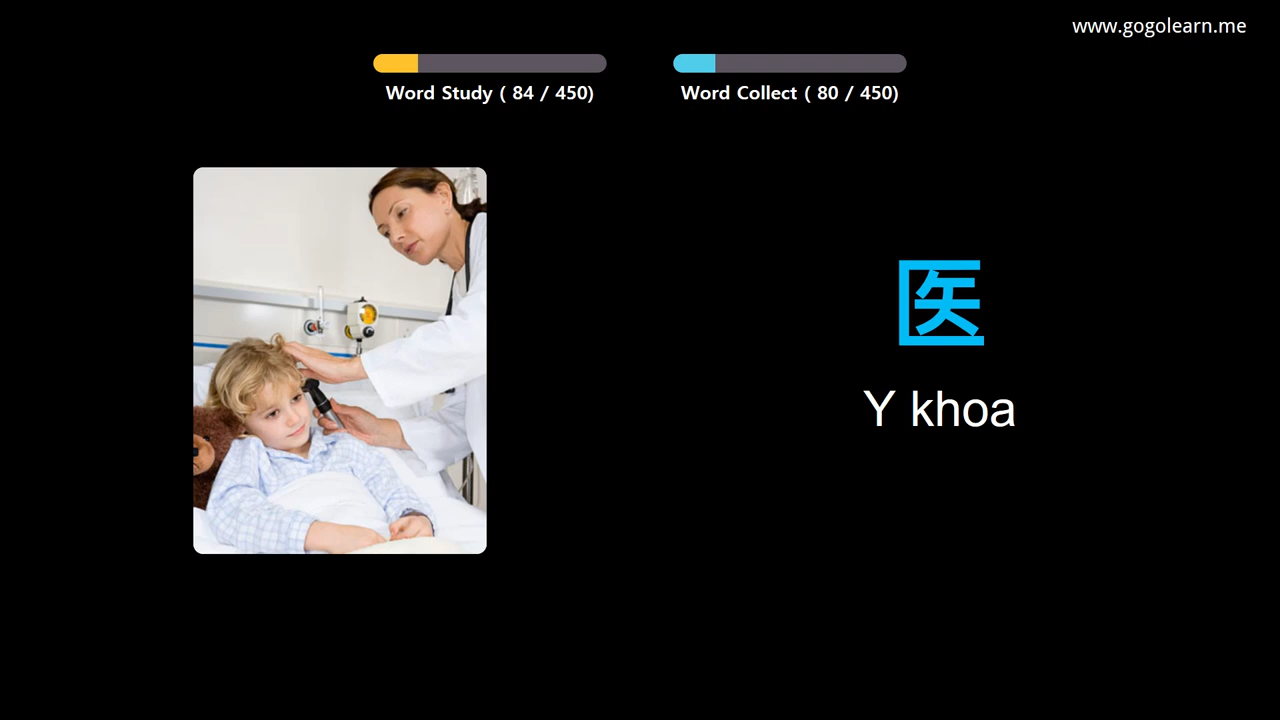 www.gogolearn.me
Word Study ( 84 / 450)
Word Collect ( 80 / 450)
医
Y khoa